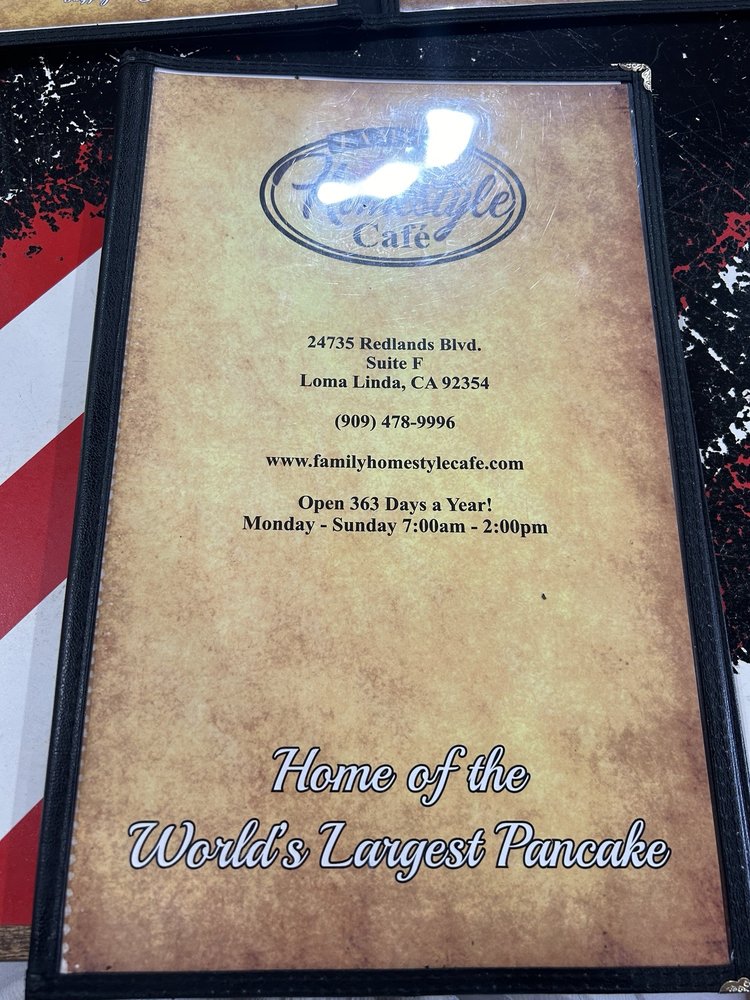 Homestyle
Café
24735 Redlands Blvd.
Suite F
Loma Linda, CA 92354
(909) 478-9996
www.familyhomestylecafe.com
Open 363 Days a Year!
Monday - Sunday 7:00am - 2:00pm
Home of the
World's Largest Pancake